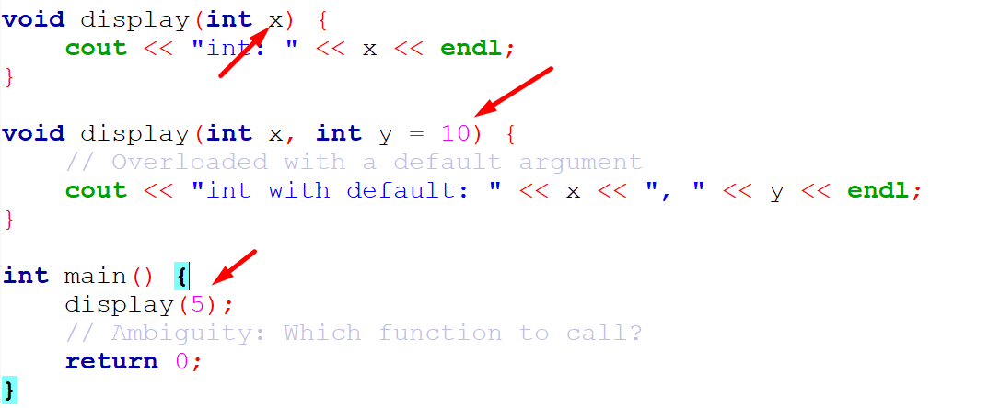 void display(int x) {
    cout << "int: " << x << endl;
}

void display(int x, int y = 10) {
    // Overloaded with a default argument
    cout << "int with default: " << x << ", " << y << endl;
}

int main() {
    display(5);
    // Ambiguity: Which function to call?
    return 0;
}